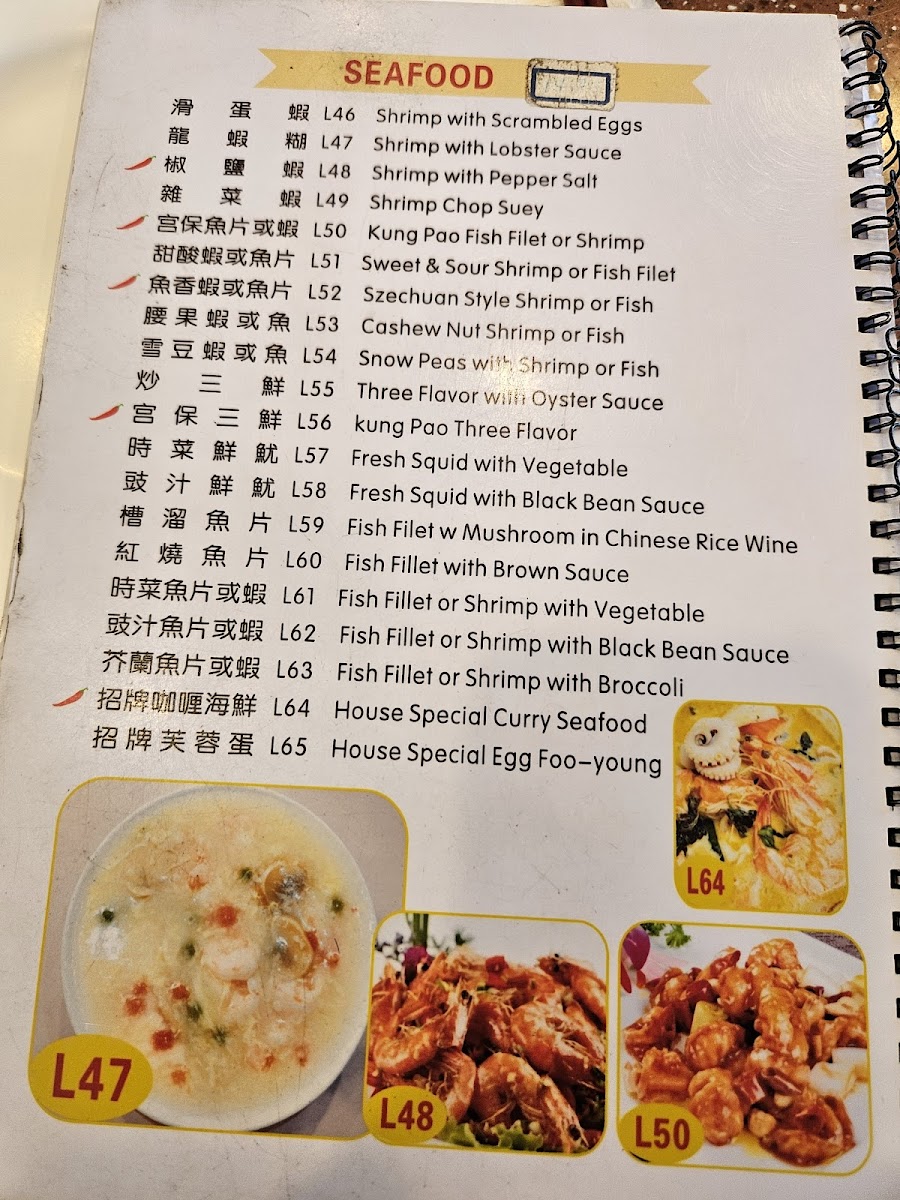 SEAFOOD
滑蛋蝦 L46 Shrimp with Scrambled Eggs
龍蝦糊 L47 Shrimp with Lobster Sauce
椒鹽蝦 L48 Shrimp with Pepper Salt
雜菜蝦 L49 Shrimp Chop Suey
宮保魚片或蝦 L50 Kung Pao Fish Filet or Shrimp
甜酸蝦或魚片 L51 Sweet & Sour Shrimp or Fish Filet
魚香蝦或魚片 L52 Szechuan Style Shrimp or Fish
腰果蝦或魚 L53 Cashew Nut Shrimp or Fish
雪豆蝦或魚 L54 Snow Peas with Shrimp or Fish
炒三鮮 L55 Three Flavor with Oyster Sauce
宮保三鮮 L56 kung Pao Three Flavor
時菜鮮魷 L57 Fresh Squid with Vegetable
豉汁鮮魷 L58 Fresh Squid with Black Bean Sauce
槽溜魚片 L59 Fish Filet w Mushroom in Chinese Rice Wine
紅燒魚片 L60 Fish Fillet with Brown Sauce
時菜魚片或蝦 L61 Fish Fillet or Shrimp with Vegetable
豉汁魚片或蝦 L62 Fish Fillet or Shrimp with Black Bean Sauce
芥蘭魚片或蝦 L63 Fish Fillet or Shrimp with Broccoli
招牌咖喱海鮮 L64 House Special Curry Seafood
招牌芙蓉蛋 L65 House Special Egg Foo-young
L64
L47
L48
L50